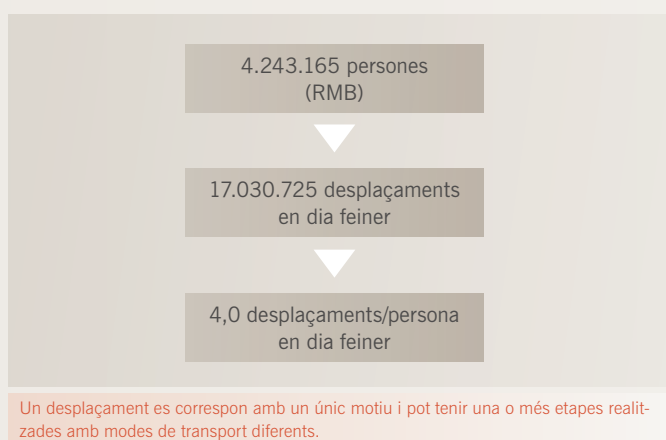 4.243.165 persones
(RMB)
17.030.725 desplaçaments
en dia feiner
4,0 desplaçaments/persona
en dia feiner
Un desplaçament es correspon amb un únic motiu i pot tenir una o més etapes realit-
zades amb modes de transport diferents.